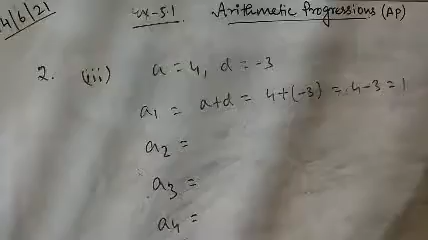 4/6/21 Ex-5.1 Arithmetic Progressions (AP)
2. (iii) a = 4, d = -3
a₁ = a+d = 4+(-3) = 4-3 = 1
a₂ =
a₃ =
a₄ =